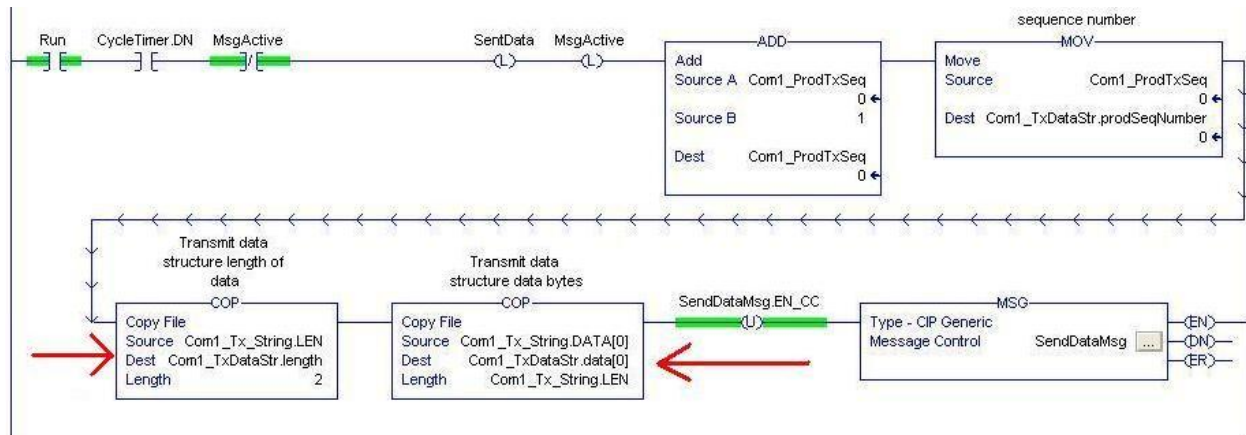 sequence number
Run CycleTimer.DN MsgActive SentData MsgActive ADD MOV
L L
Add
Source A Com1_ProdTxSeq
0
Source B 1
Dest Com1_ProdTxSeq
0
Move
Source Com1_ProdTxSeq
0
Dest Com1_TxDataStr.prodSeqNumber
0
Transmit data
structure length of
data
COP
Copy File
Source Com1_Tx_String.LEN
Dest Com1_TxDataStr.length
Length 2
Transmit data
structure data bytes
COP
Copy File
Source Com1_Tx_String.DATA[0]
Dest Com1_TxDataStr.data[0]
Length Com1_Tx_String.LEN
SendDataMsg.EN_CC
U
MSG
Type - CIP Generic
Message Control SendDataMsg ...
EN
DN
ER